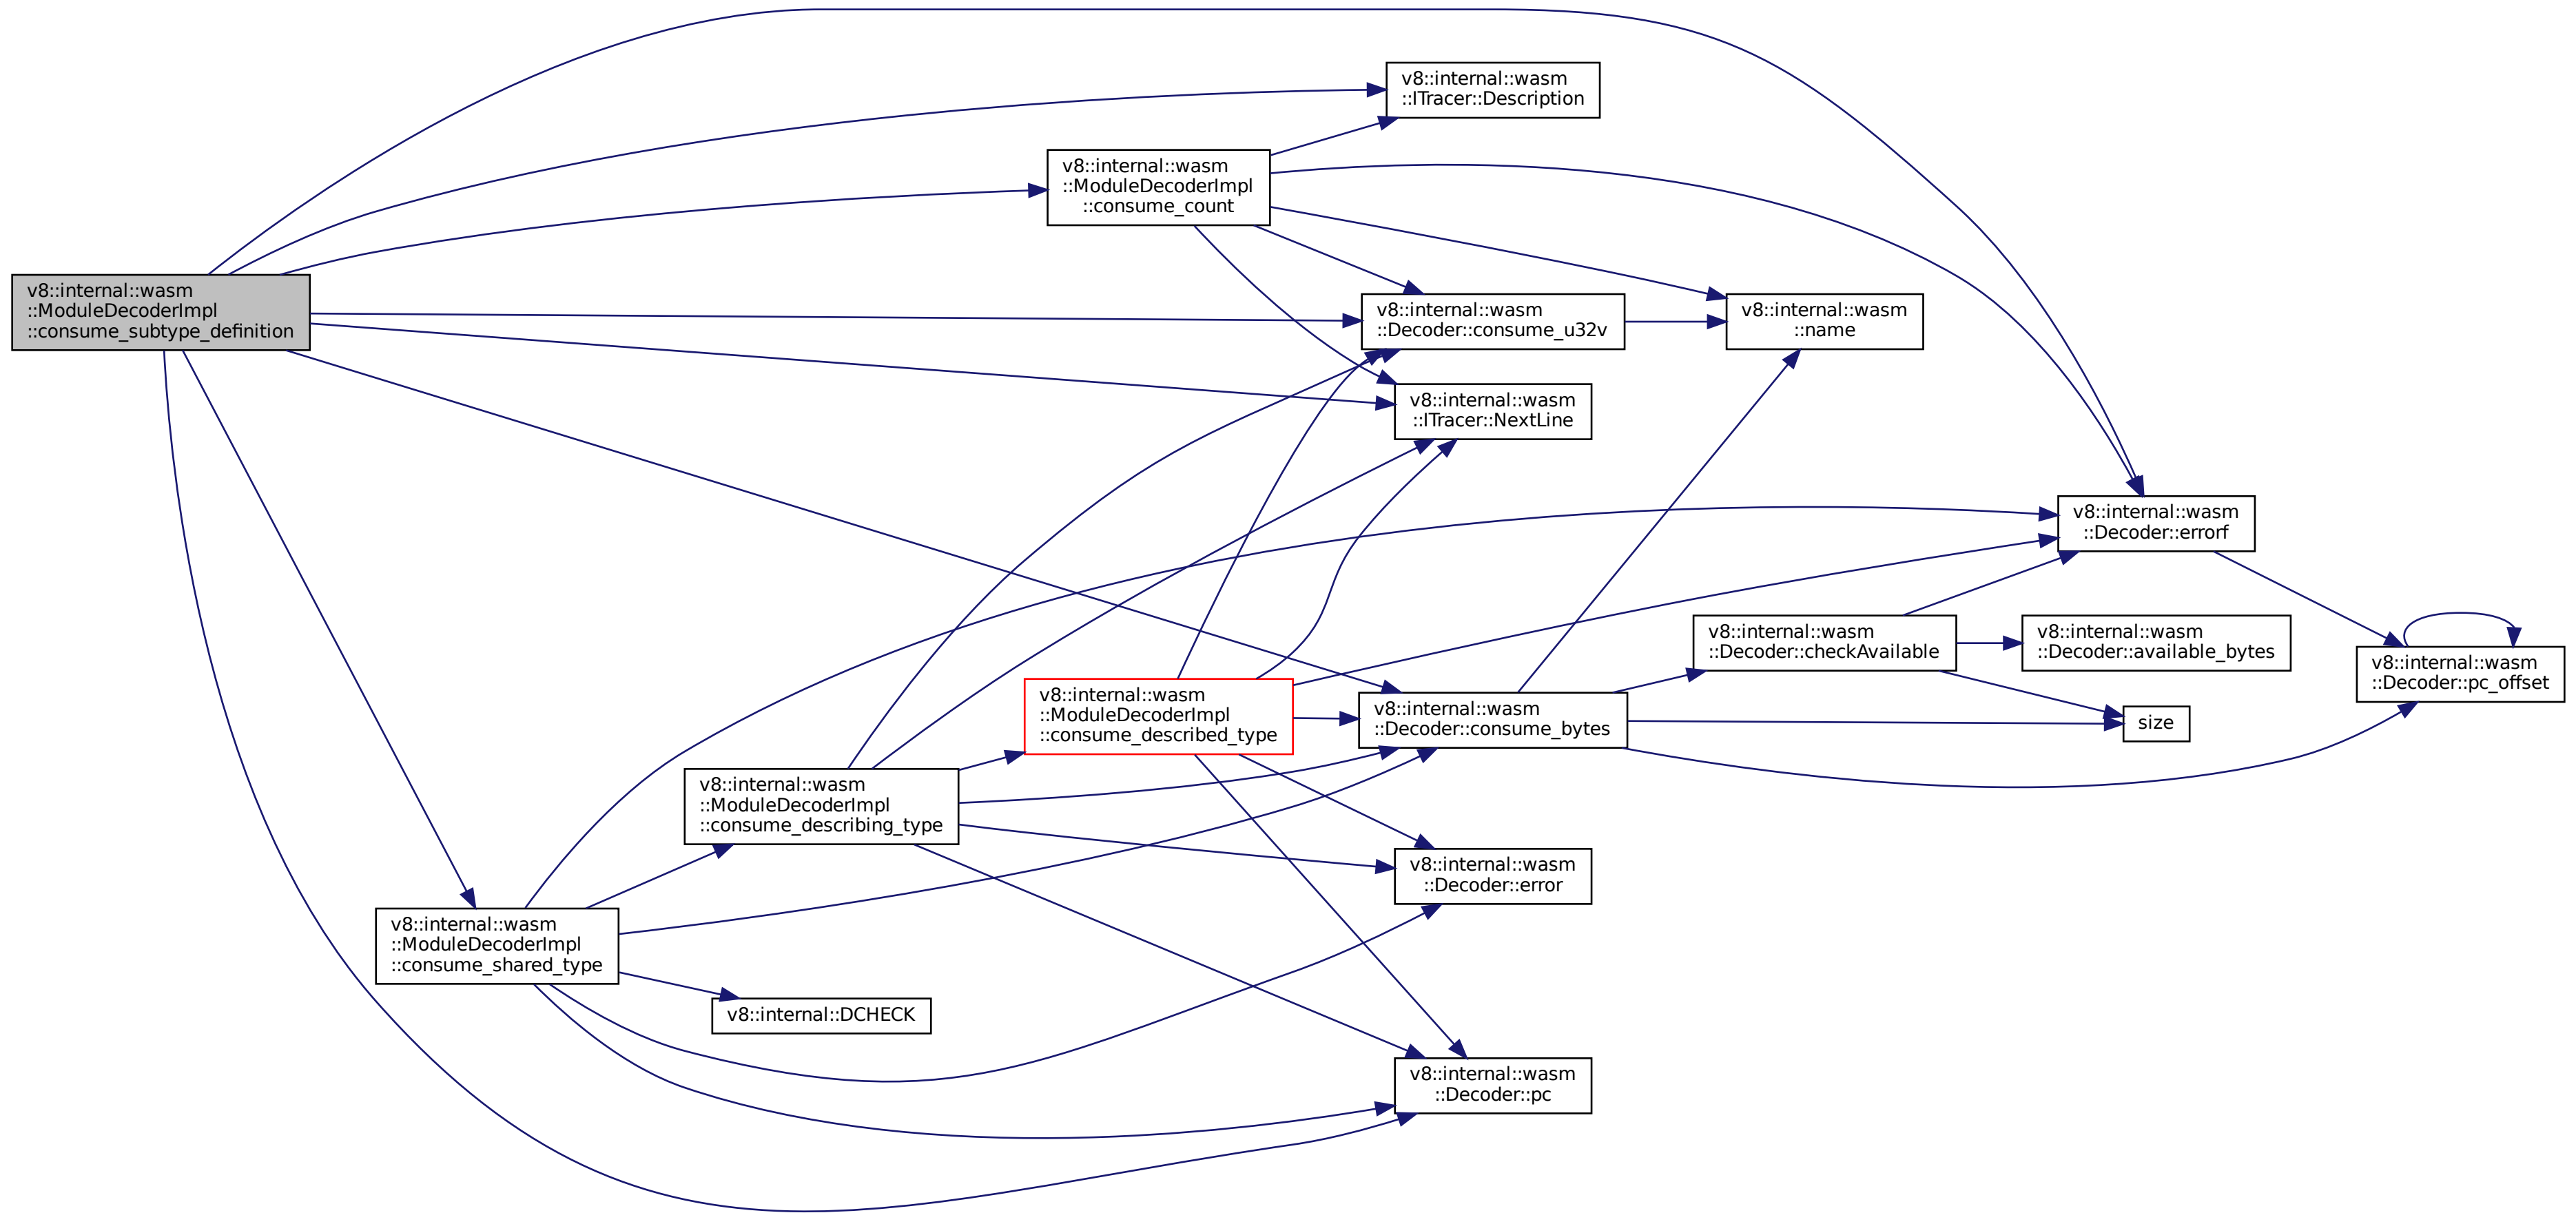 v8::internal::wasm
::ITracer::Description
v8::internal::wasm
::ModuleDecoderImpl
::consume_count
v8::internal::wasm
::ModuleDecoderImpl
::consume_subtype_definition
v8::internal::wasm
::Decoder::consume_u32v
v8::internal::wasm
::name
v8::internal::wasm
::ITracer::NextLine
v8::internal::wasm
::Decoder::errorf
v8::internal::wasm
::Decoder::checkAvailable
v8::internal::wasm
::Decoder::available_bytes
v8::internal::wasm
::Decoder::pc_offset
v8::internal::wasm
::ModuleDecoderImpl
::consume_described_type
v8::internal::wasm
::Decoder::consume_bytes
size
v8::internal::wasm
::ModuleDecoderImpl
::consume_describing_type
v8::internal::wasm
::Decoder::error
v8::internal::wasm
::ModuleDecoderImpl
::consume_shared_type
v8::internal::DCHECK
v8::internal::wasm
::Decoder::pc